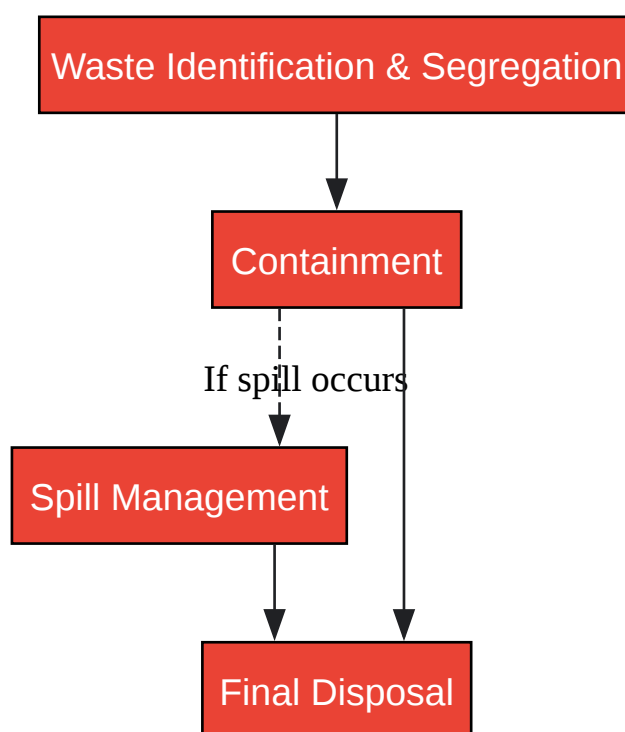 Waste Identification & Segregation
Containment
If spill occurs
Spill Management
Final Disposal